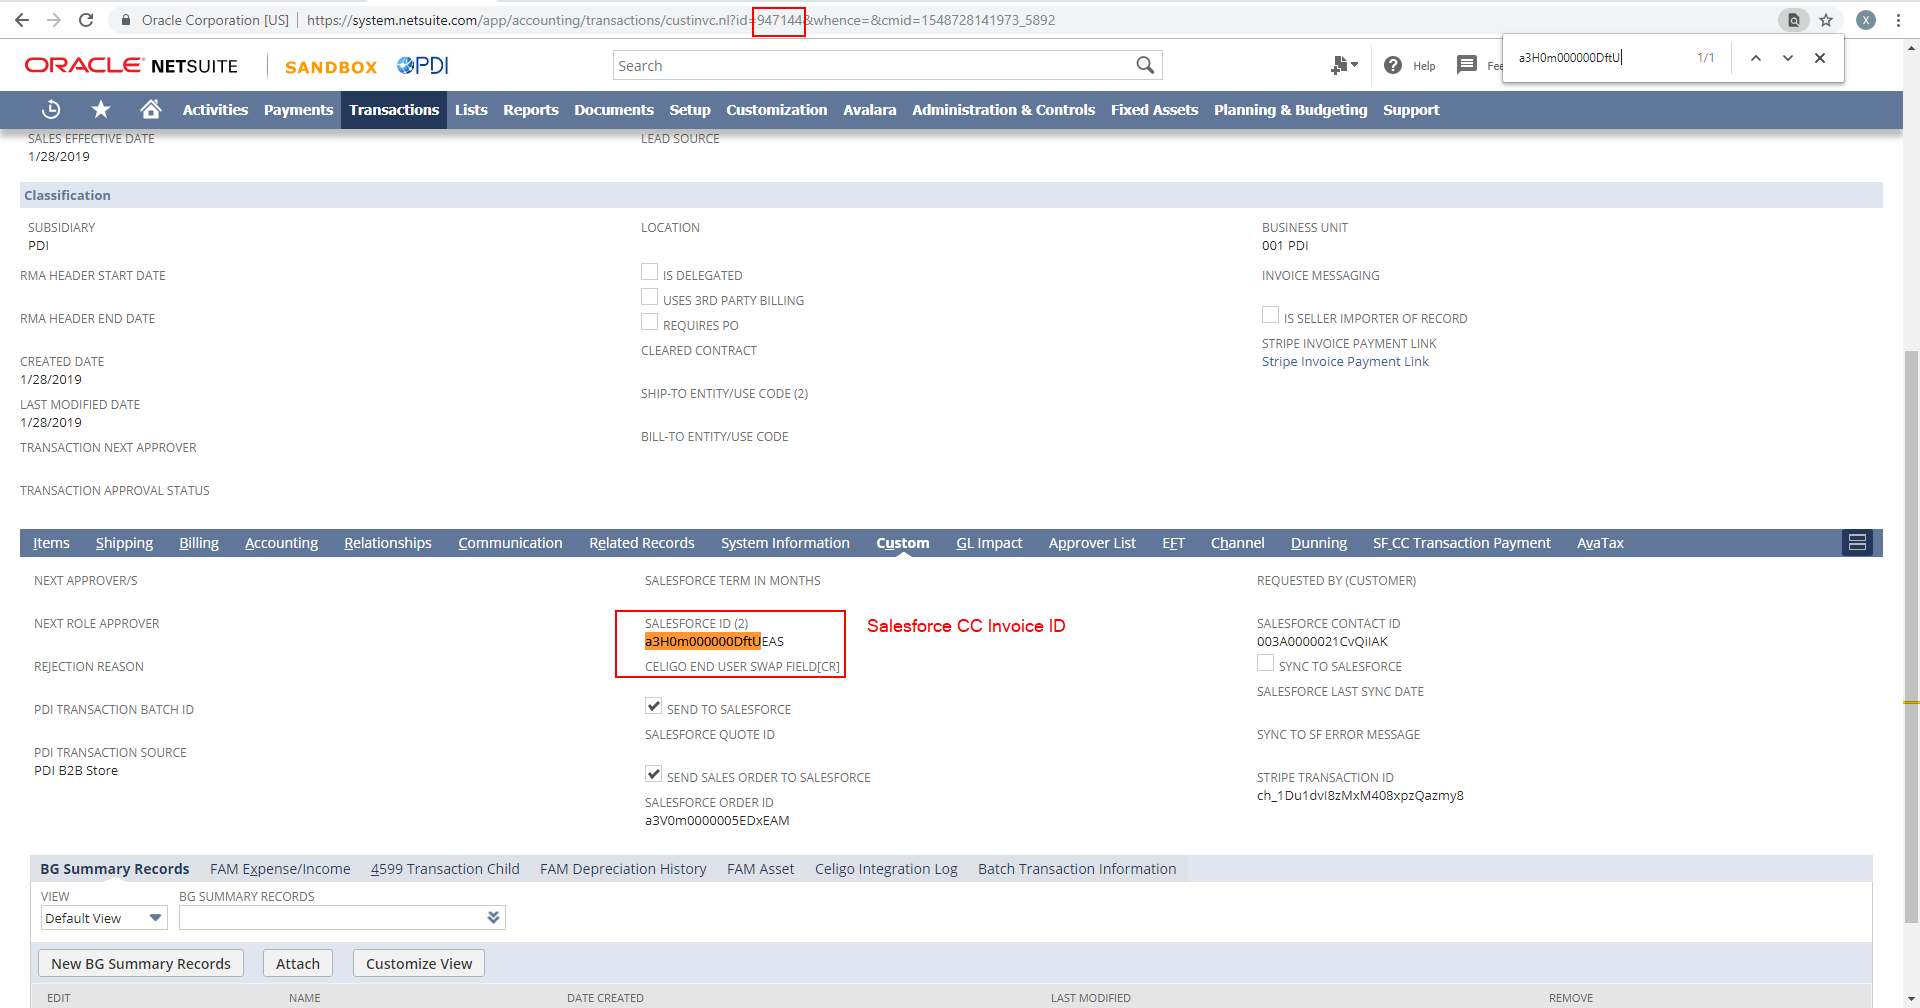 Oracle Corporation [US] | https://system.netsuite.com/app/accounting/transactions/custinvc.nl?id=947144&whence=&cmid=1548728141973_5892
X
a3H0m000000DftU 1/1
ORACLE NETSUITE SANDBOX PDI
Search
Help
Fee
Activities Payments Transactions Lists Reports Documents Setup Customization Avalara Administration & Controls Fixed Assets Planning & Budgeting Support
SALES EFFECTIVE DATE
1/28/2019
LEAD SOURCE
Classification
SUBSIDIARY
PDI
RMA HEADER START DATE
RMA HEADER END DATE
CREATED DATE
1/28/2019
LAST MODIFIED DATE
1/28/2019
TRANSACTION NEXT APPROVER
TRANSACTION APPROVAL STATUS
LOCATION
IS DELEGATED
USES 3RD PARTY BILLING
REQUIRES PO
CLEARED CONTRACT
SHIP-TO ENTITY/USE CODE (2)
BILL-TO ENTITY/USE CODE
BUSINESS UNIT
001 PDI
INVOICE MESSAGING
IS SELLER IMPORTER OF RECORD
STRIPE INVOICE PAYMENT LINK
Stripe Invoice Payment Link
Items Shipping Billing Accounting Relationships Communication Related Records System Information Custom GL Impact Approver List EFT Channel Dunning SF_CC Transaction Payment AvaTax
NEXT APPROVER/S
NEXT ROLE APPROVER
REJECTION REASON
PDI TRANSACTION BATCH ID
PDI TRANSACTION SOURCE
PDI B2B Store
SALESFORCE TERM IN MONTHS
SALESFORCE ID (2)
a3H0m000000DftUEAS
CELIGO END USER SWAP FIELD[CR]
Salesforce CC Invoice ID
SEND TO SALESFORCE
SALESFORCE QUOTE ID
SEND SALES ORDER TO SALESFORCE
SALESFORCE ORDER ID
a3V0m0000005EDxEAM
REQUESTED BY (CUSTOMER)
SALESFORCE CONTACT ID
003A0000021CvQiIAK
SYNC TO SALESFORCE
SALESFORCE LAST SYNC DATE
SYNC TO SF ERROR MESSAGE
STRIPE TRANSACTION ID
ch_1Du1dvI8zMxM408xpzQazmy8
BG Summary Records FAM Expense/Income 4599 Transaction Child FAM Depreciation History FAM Asset Celigo Integration Log Batch Transaction Information
VIEW
Default View
BG SUMMARY RECORDS
New BG Summary Records Attach Customize View
EDIT NAME DATE CREATED LAST MODIFIED REMOVE